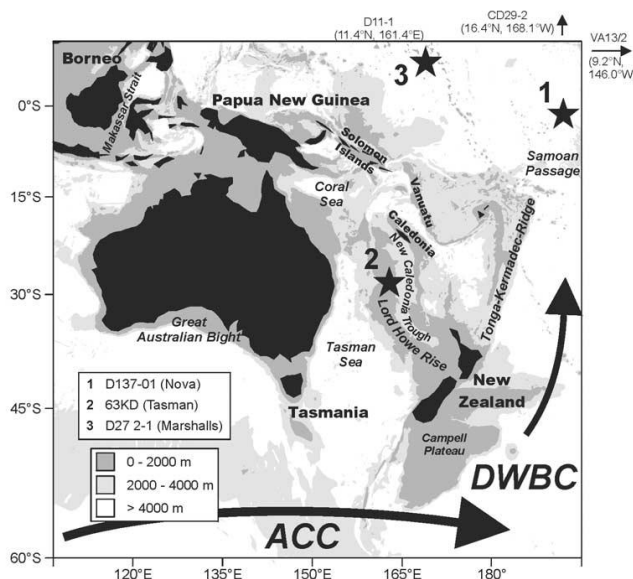 D11-1
(11.4°N, 161.4°E)
CD29-2
(16.4°N, 168.1°W)
VA13/2
(9.2°N,
146.0°W)
Borneo
Makassar Strait
Papua New Guinea
3
1
0°S
Solomon
Islands
Samoan
Passage
Coral
Sea
Vanuatu
15°S
Caledonia
New Caledonia Trough
2
Lord Howe Rise
Tonga-Kermadec-Ridge
30°S
Great
Australian Bight
Tasman
Sea
1 D137-01 (Nova)
2 63KD (Tasman)
3 D27 2-1 (Marshalls)
Tasmania
New
Zealand
45°S
Campell
Plateau
0 - 2000 m
2000 - 4000 m
> 4000 m
DWBC
ACC
60°S
120°E
135°E
150°E
165°E
180°E